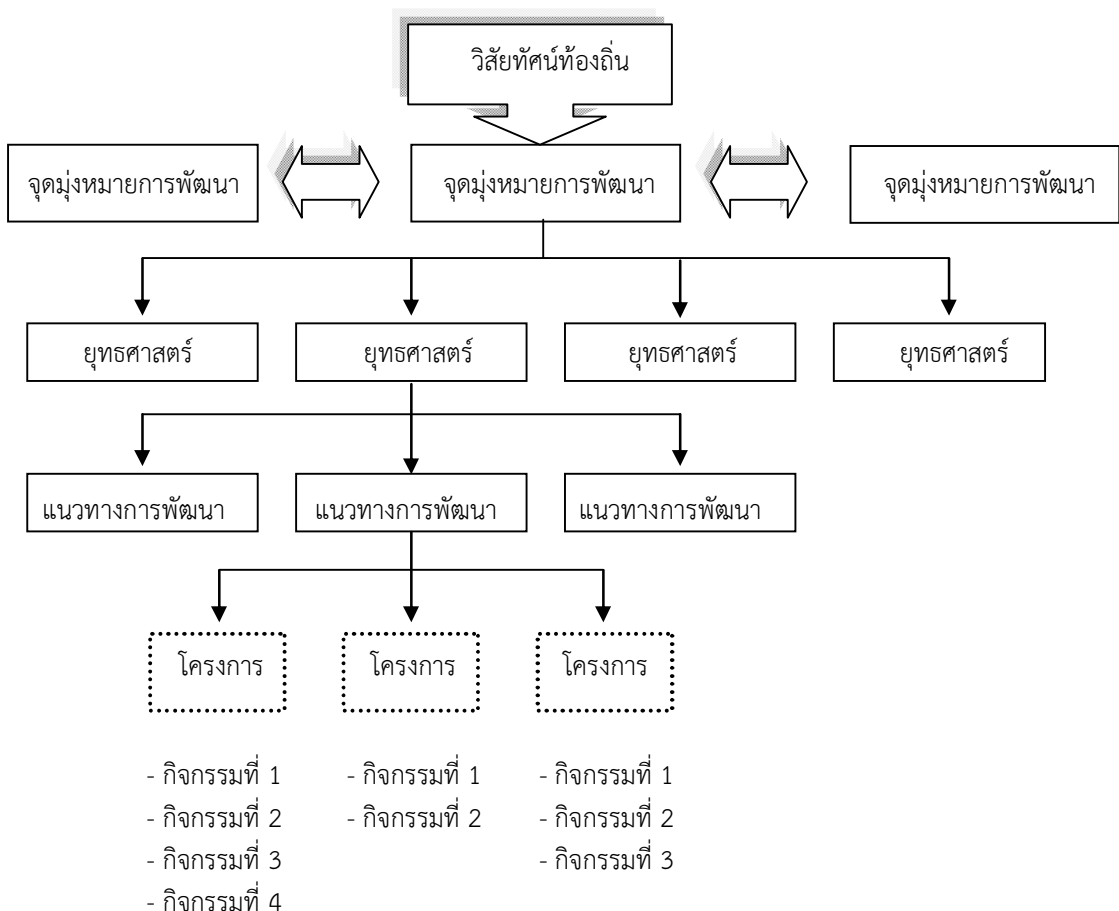 วิสัยทัศน์ท้องถิ่น
จุดมุ่งหมายการพัฒนา
จุดมุ่งหมายการพัฒนา
จุดมุ่งหมายการพัฒนา
ยุทธศาสตร์
ยุทธศาสตร์
ยุทธศาสตร์
ยุทธศาสตร์
แนวทางการพัฒนา
แนวทางการพัฒนา
แนวทางการพัฒนา
โครงการ
โครงการ
โครงการ
- กิจกรรมที่ 1
- กิจกรรมที่ 2
- กิจกรรมที่ 3
- กิจกรรมที่ 4
- กิจกรรมที่ 1
- กิจกรรมที่ 2
- กิจกรรมที่ 1
- กิจกรรมที่ 2
- กิจกรรมที่ 3